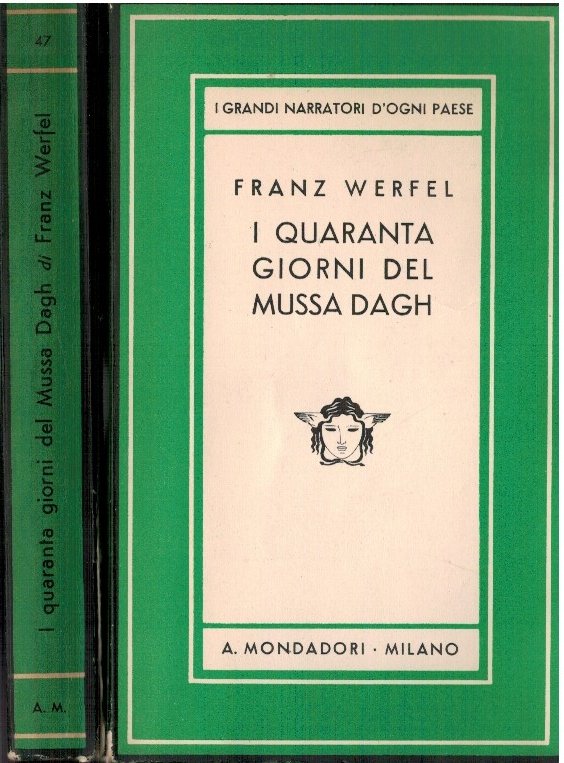 47
I quaranta giorni del Mussa Dagh di Franz Werfel
A. M.
I GRANDI NARRATORI D'OGNI PAESE
FRANZ WERFEL
I QUARANTA
GIORNI DEL
MUSSA DAGH
A. MONDADORI · MILANO